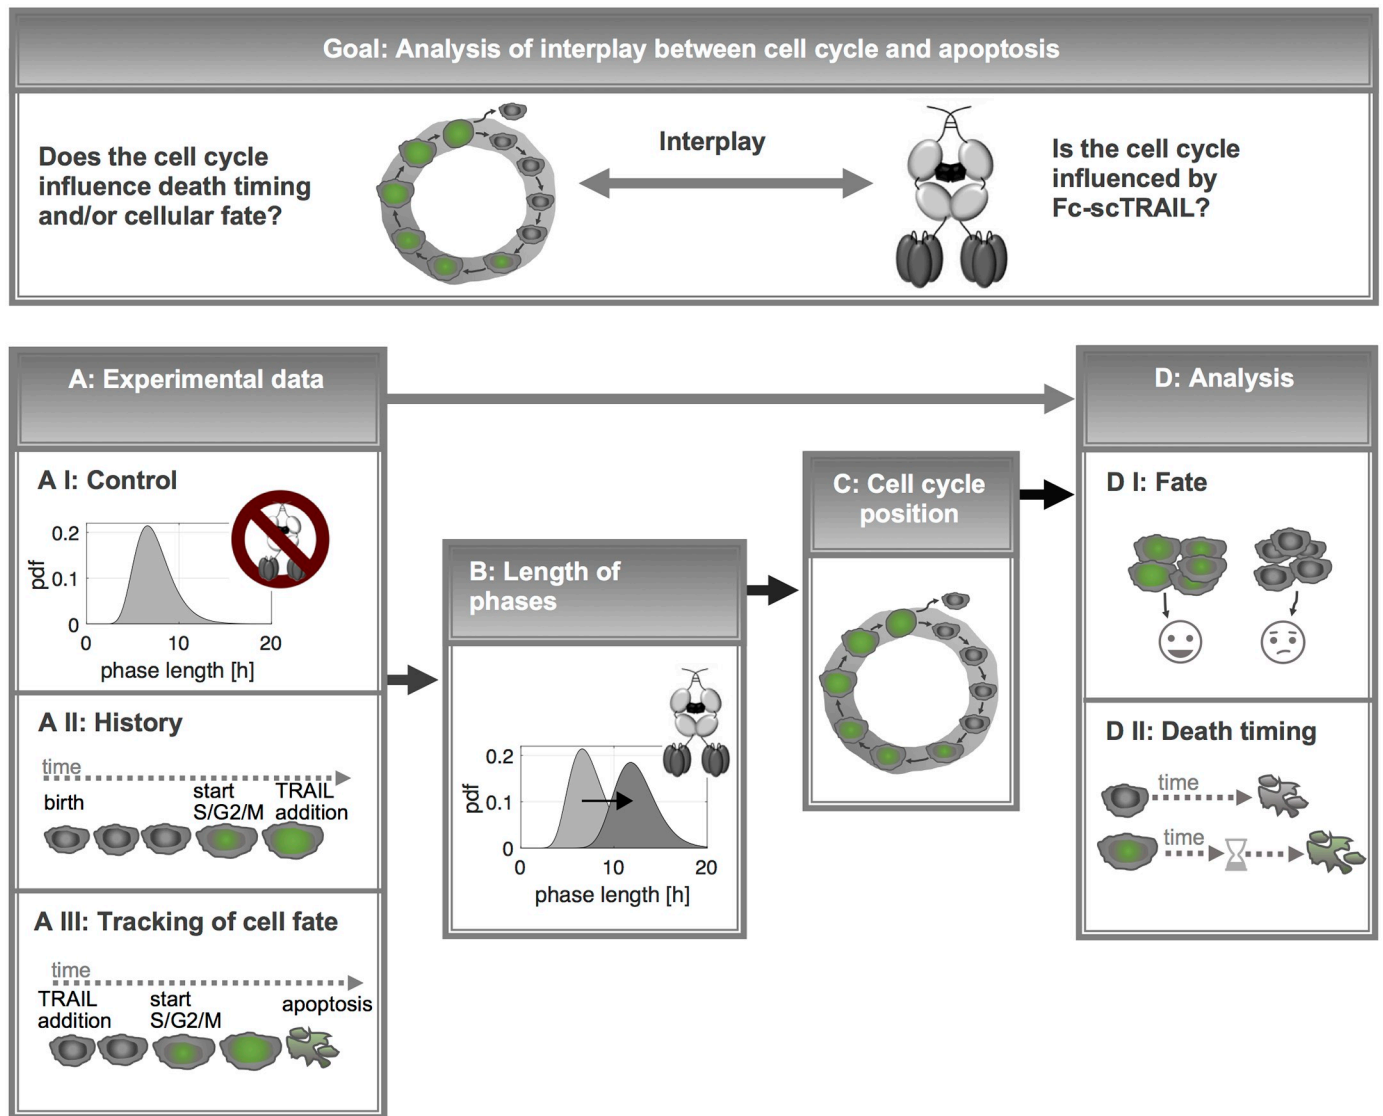 Goal: Analysis of interplay between cell cycle and apoptosis
Does the cell cycle
influence death timing
and/or cellular fate?
Interplay
Is the cell cycle
influenced by
Fc-scTRAIL?
A: Experimental data
A I: Control
0.2
0.1
0
pdf
0
10
20
phase length [h]
A II: History
time
birth
start
S/G2/M
TRAIL
addition
A III: Tracking of cell fate
time
TRAIL
addition
start
S/G2/M
apoptosis
B: Length of
phases
0.2
0.1
0
pdf
0
10
20
phase length [h]
C: Cell cycle
position
D: Analysis
D I: Fate
D II: Death timing
time
time